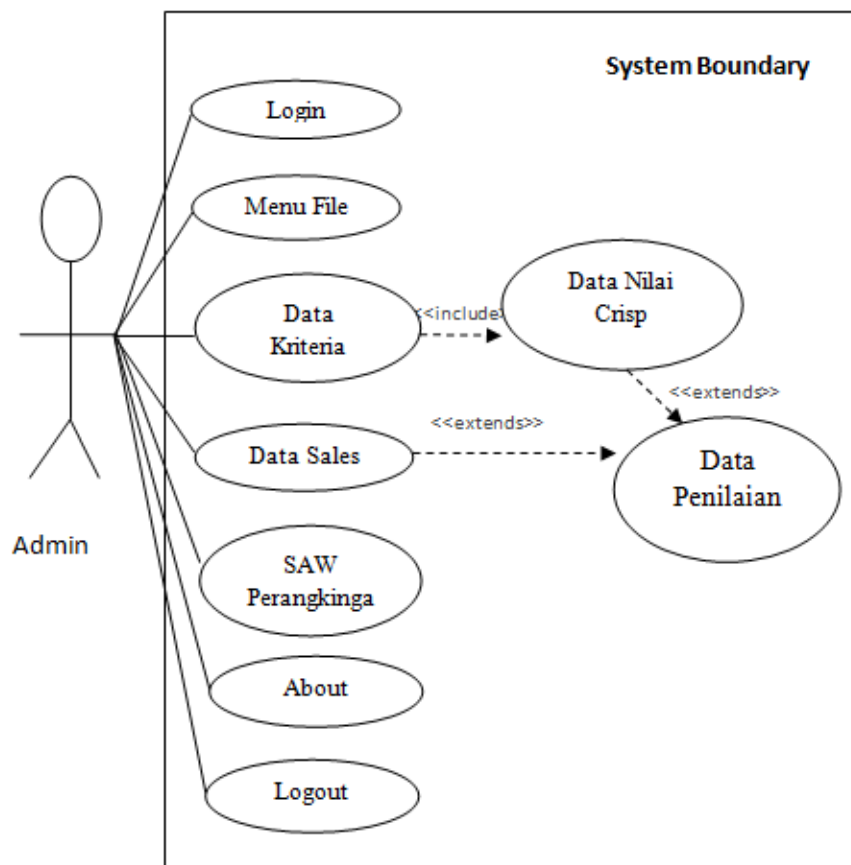 System Boundary
Login
Menu File
Data
Kriteria
<<include>
Data Nilai
Crisp
<<extends>>
Data Sales
<<extends>>
Data
Penilaian
Admin
SAW
Perangkinga
About
Logout